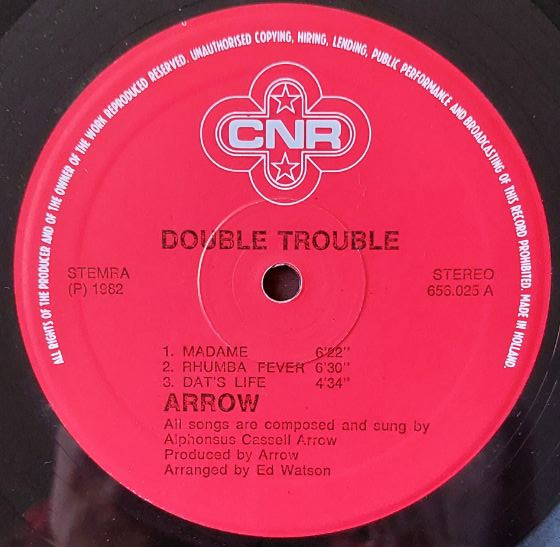 ALL RIGHTS OF THE PRODUCER AND OF THE OWNER OF THE WORK REPRODUCED RESERVED. UNAUTHORISED COPYING, HIRING, LENDING, PUBLIC PERFORMANCE AND BROADCASTING OF THIS RECORD PROHIBITED. MADE IN HOLLAND.
CNR
DOUBLE TROUBLE
STEMRA
(P) 1982
STEREO
656.025 A
1. MADAME 6'22''
2. RHUMBA FEVER 6'30''
3. DAT'S LIFE 4'34''
ARROW
All songs are composed and sung by
Alphonsus Cassell Arrow
Produced by Arrow
Arranged by Ed Watson